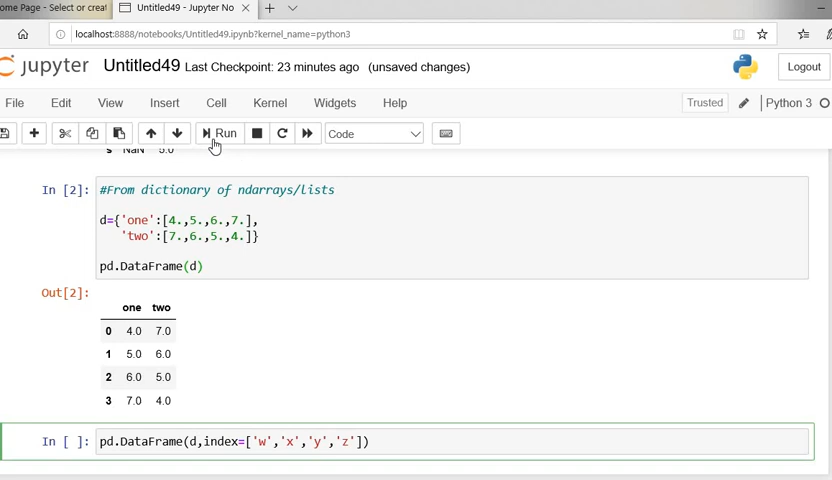 ome Page - Select or creat
Untitled49 - Jupyter No
localhost:8888/notebooks/Untitled49.ipynb?kernel_name=python3
jupyter Untitled49 Last Checkpoint: 23 minutes ago (unsaved changes)
Logout
File Edit View Insert Cell Kernel Widgets Help Trusted Python 3
Run Code
s NaN 5.0
In [2]: #From dictionary of ndarrays/lists
d={'one':[4.,5.,6.,7.],
'two':[7.,6.,5.,4.]}
pd.DataFrame(d)
Out[2]:
one two
0 4.0 7.0
1 5.0 6.0
2 6.0 5.0
3 7.0 4.0
In [ ]: pd.DataFrame(d,index=['w','x','y','z'])